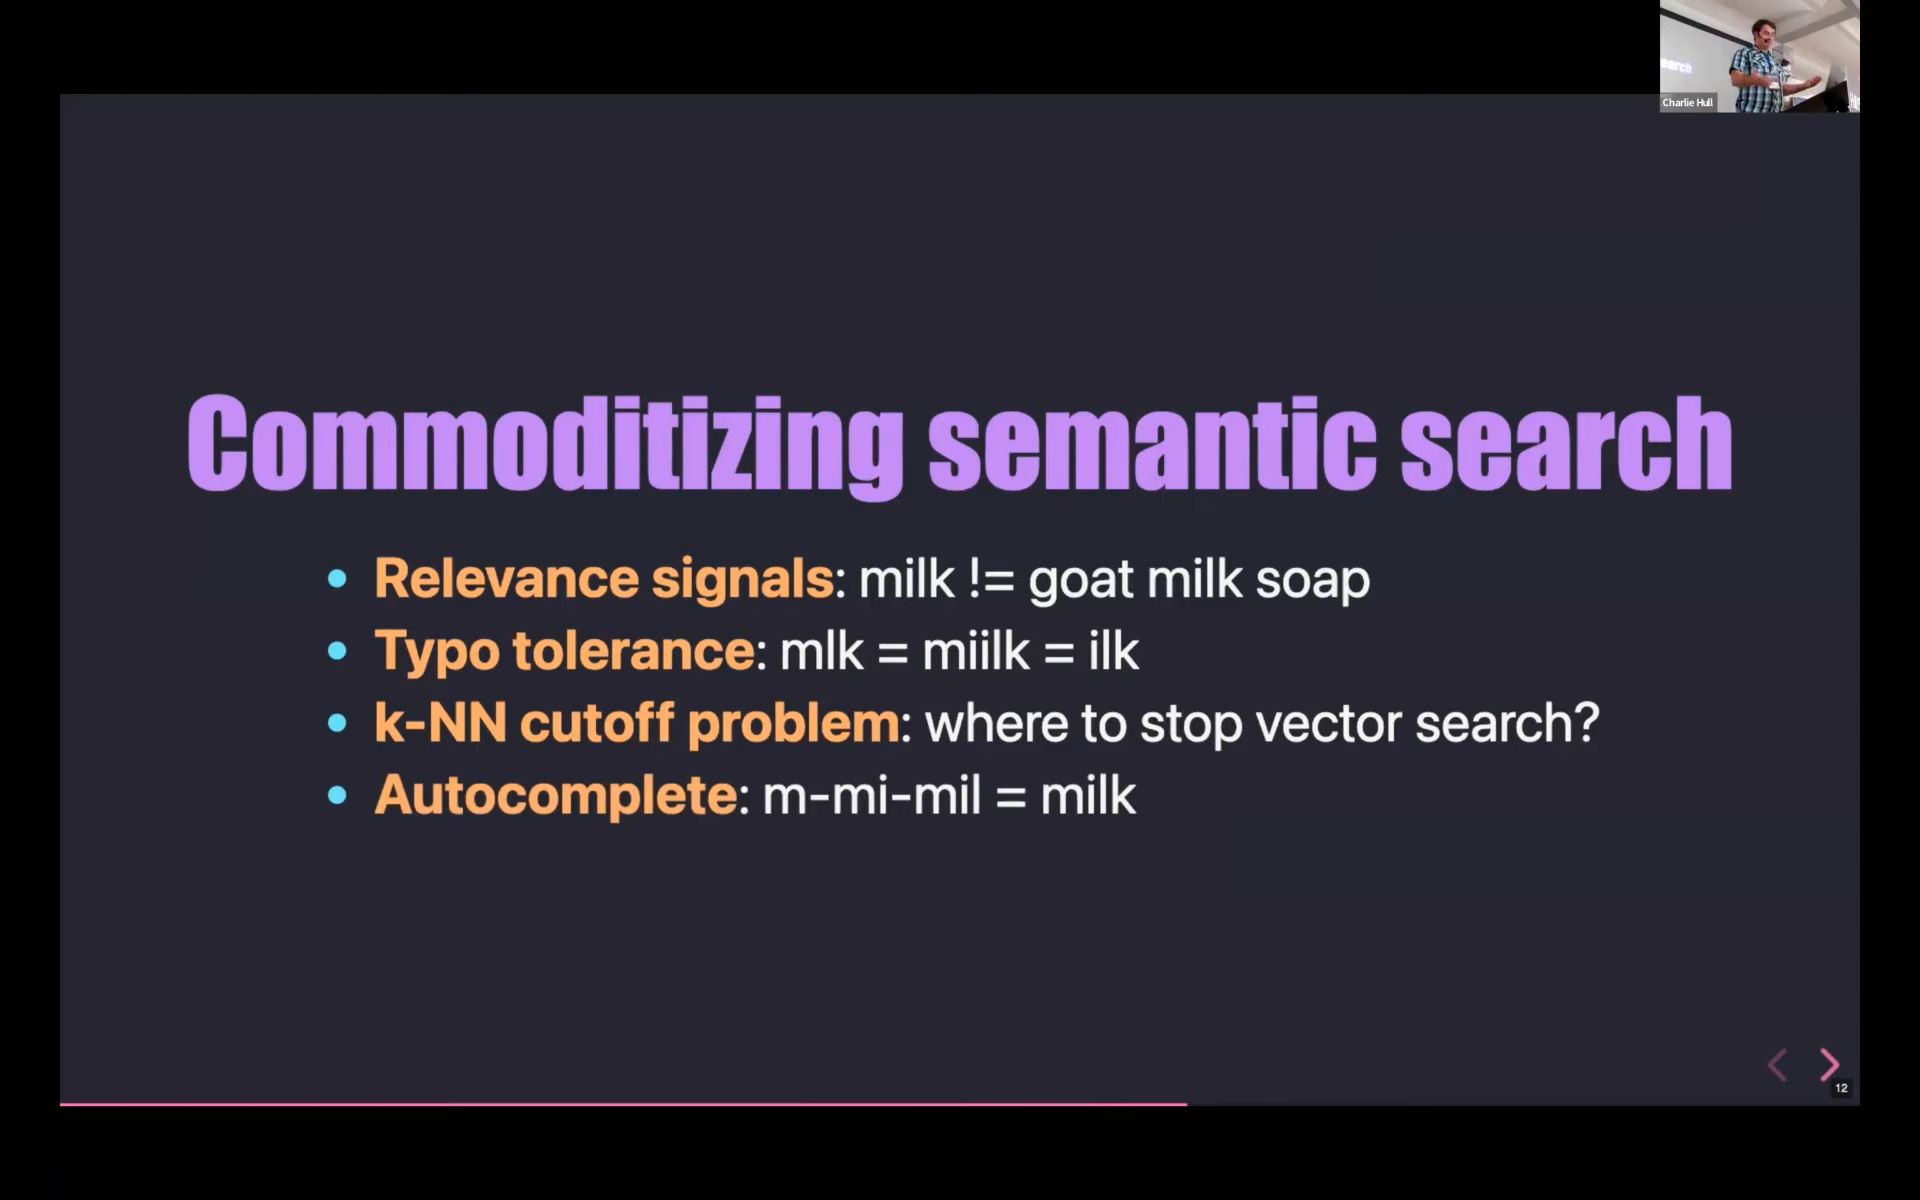 Charlie Hull
Commoditizing semantic search
Relevance signals: milk != goat milk soap
Typo tolerance: mlk = miilk = ilk
k-NN cutoff problem: where to stop vector search?
Autocomplete: m-mi-mil = milk
12